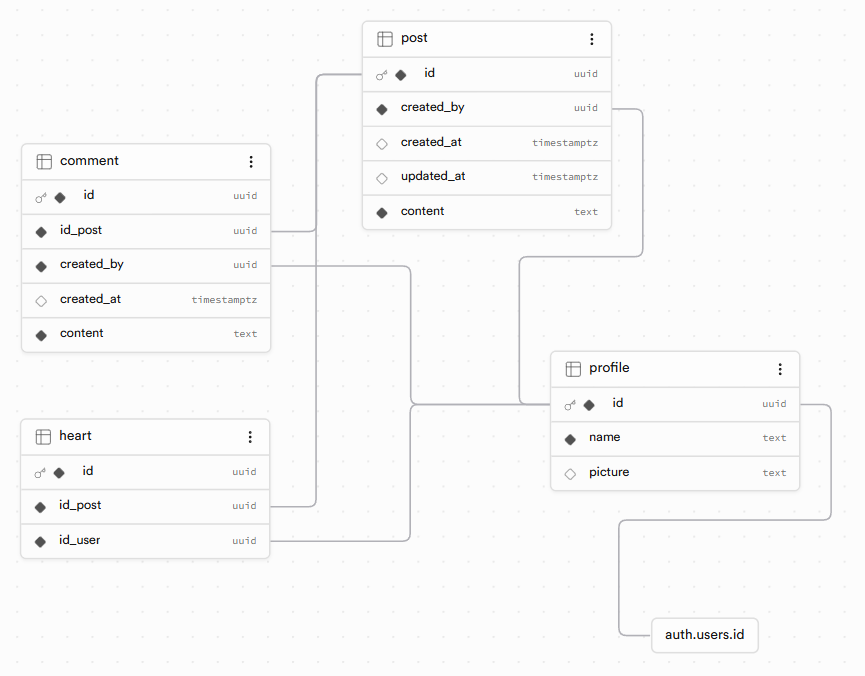 post
id uuid
created_by uuid
created_at timestamptz
updated_at timestamptz
content text
comment
id uuid
id_post uuid
created_by uuid
created_at timestamptz
content text
profile
id uuid
name text
picture text
heart
id uuid
id_post uuid
id_user uuid
auth.users.id